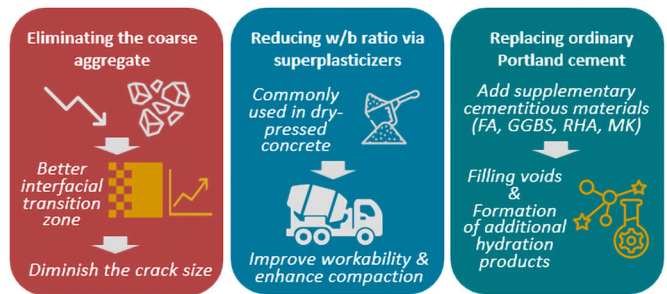 Eliminating the coarse
aggregate
Better
interfacial
transition
zone
Diminish the crack size
Reducing w/b ratio via
superplasticizers
Commonly
used in dry-
pressed
concrete
Improve workability &
enhance compaction
Replacing ordinary
Portland cement
Add supplementary
cementitious materials
(FA, GGBS, RHA, MK)
Filling voids
&
Formation
of additional
hydration
products